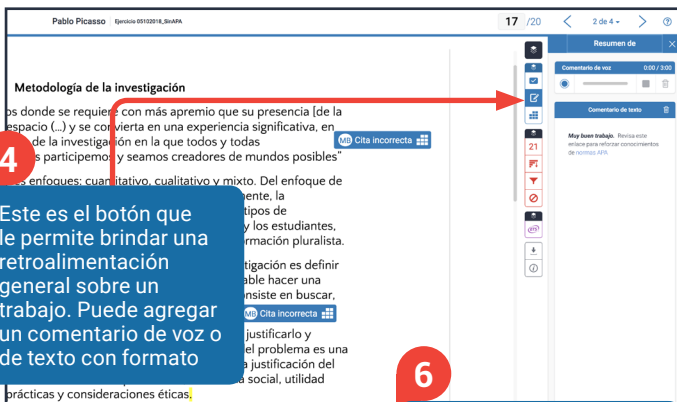 Pablo Picasso Ejercicio 05102018_SinAPA 17 /20 2 de 4
Resumen de
Comentario de voz 0:00 / 3:00
Comentario de texto
Muy buen trabajo. Revisa este
enlace para reforzar conocimientos
de normas APA
21
Metodología de la investigación
os donde se requiere con más apremio que su presencia [de la
espacio (...) y se convierta en una experiencia significativa, en
de la investigación en la que todos y todas
MB Cita incorrecta
s participemos y seamos creadores de mundos posibles"
4
es enfoques: cuantitativo, cualitativo y mixto. Del enfoque de
ente, la
tipos de
y los estudiantes,
ormación pluralista.
tigación es definir
able hacer una
nsiste en buscar,
MB Cita incorrecta
justificarlo y
el problema es una
a justificación del
a social, utilidad
prácticas y consideraciones éticas.
Este es el botón que
le permite brindar una
retroalimentación
general sobre un
trabajo. Puede agregar
un comentario de voz o
de texto con formato
6